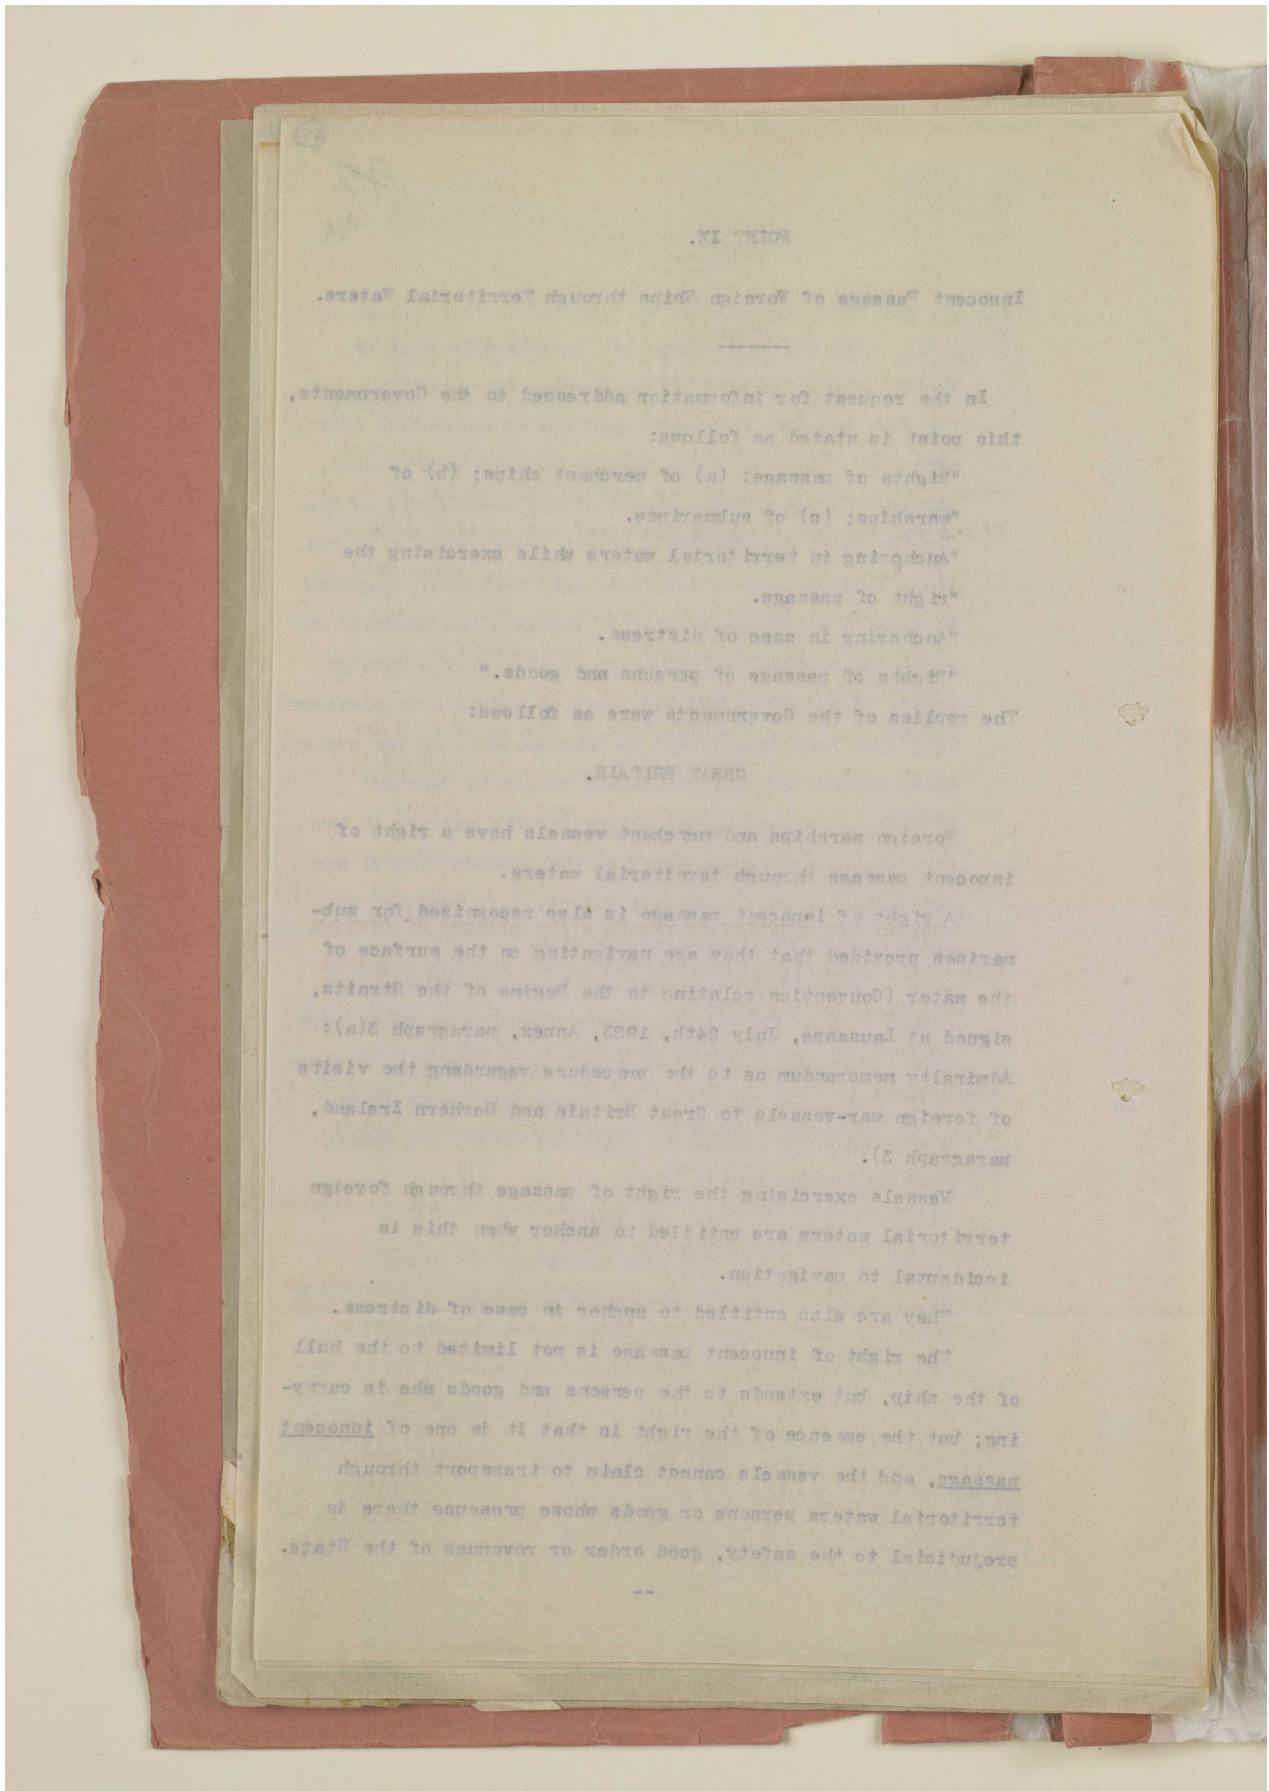 POINT IX.
Innocent Passage of Foreign Ships through Territorial Waters.
In the request for information addressed to the Governments,
this point is stated as follows:
"Rights of passage: (a) of merchant ships; (b) of
"warships; (c) of submarines.
"Anchoring in territorial waters while exercising the
"right of passage.
"Anchoring in case of distress.
"Rights of passage of persons and goods."
The replies of the Governments were as follows:
GREAT BRITAIN.
Foreign warships and merchant vessels have a right of
innocent passage through territorial waters.
A right of innocent passage is also recognised for sub-
marines provided that they are navigating on the surface of
the water (Convention relating to the Regime of the Straits,
signed at Lausanne, July 24th, 1923, Annex, paragraph 2(a):
Admiralty memorandum as to the procedure regarding the visits
of foreign war-vessels to Great Britain and Northern Ireland,
paragraph 3).
Vessels exercising the right of passage through foreign
territorial waters are entitled to anchor when this is
incidental to navigation.
They are also entitled to anchor in case of distress.
The right of innocent passage is not limited to the hull
of the ship, but extends to the persons and goods she is carry-
ing; but the essence of the right is that it is one of innocent
passage, and the vessels cannot claim to transport through
territorial waters persons or goods whose presence there is
prejudicial to the safety, good order or revenues of the State.
--